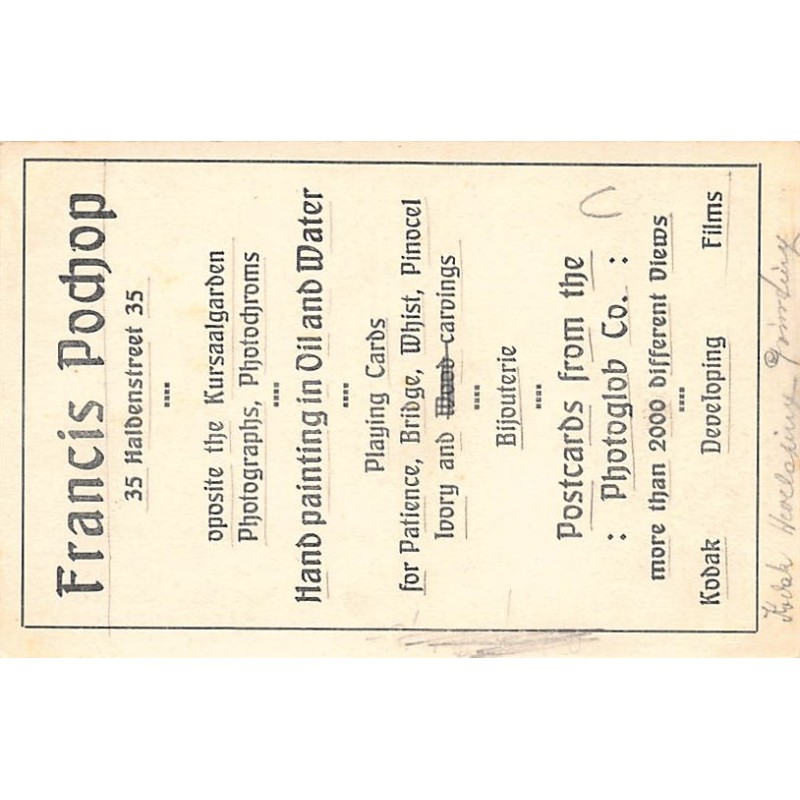 Francis Pochop
35 Haldenstreet 35
oposite the Kursaalgarden
Photographs, Photochroms
Hand painting in Oil and Water
Playing Cards
for Patience, Bridge, Whist, Pinocel
Ivory and Wood carvings
Bijouterie
Postcards from the
: Photoglob Co. :
more than 2000 different views
Kodak Developing Films
Kodak